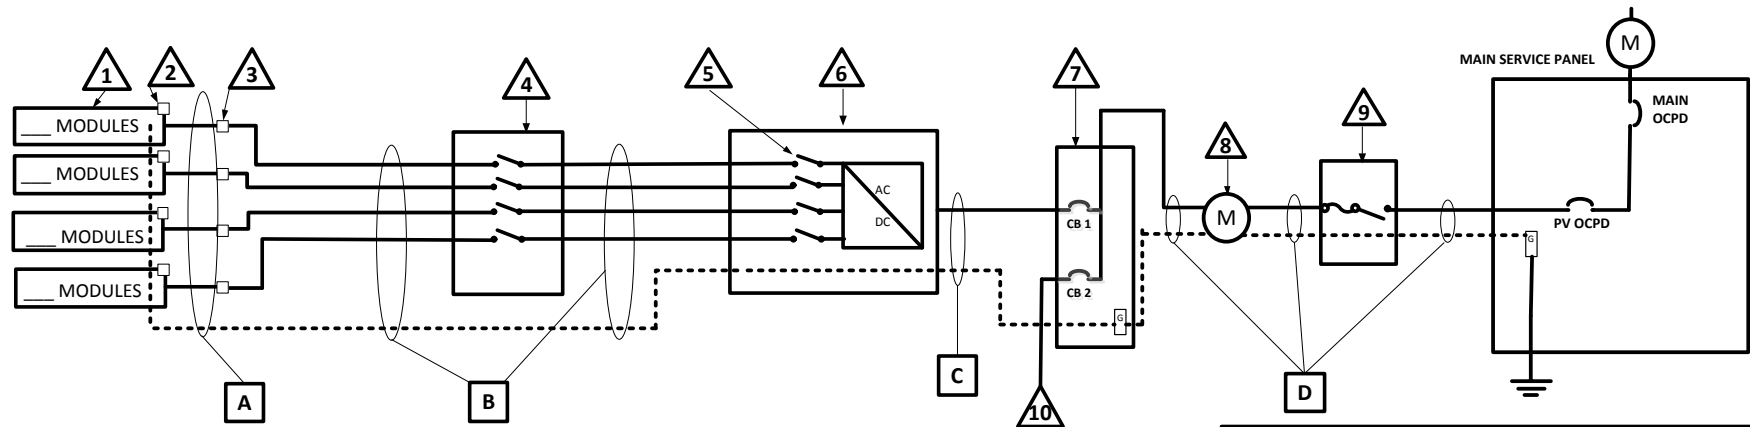 M
MAIN SERVICE PANEL
1
2
3
4
5
6
7
8
9
MAIN
OCPD
___ MODULES
___ MODULES
___ MODULES
___ MODULES
AC
DC
CB 1
M
PV OCPD
G
CB 2
G
A
B
C
D
10